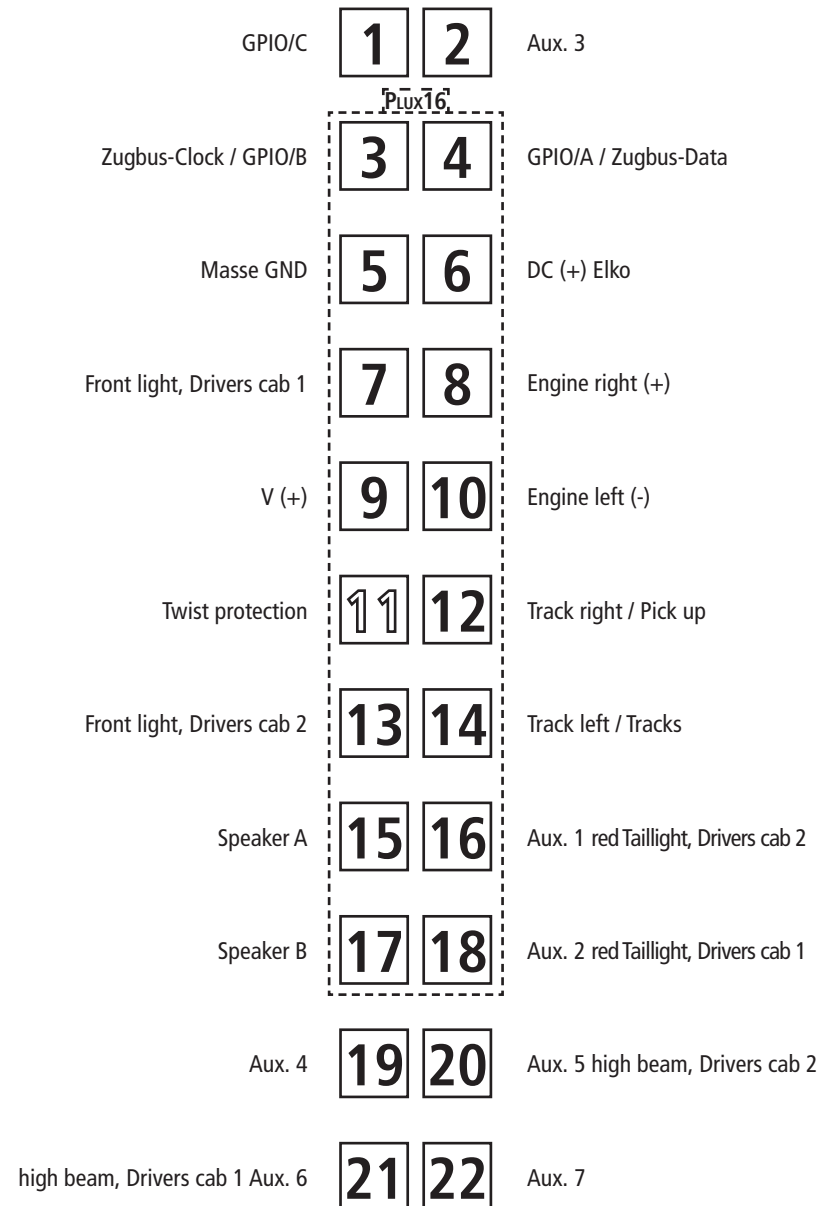 GPIO/C 1 2 Aux. 3
PLUX16
Zugbus-Clock / GPIO/B 3 4 GPIO/A / Zugbus-Data
Masse GND 5 6 DC (+) Elko
Front light, Drivers cab 1 7 8 Engine right (+)
V (+) 9 10 Engine left (-)
Twist protection 11 12 Track right / Pick up
Front light, Drivers cab 2 13 14 Track left / Tracks
Speaker A 15 16 Aux. 1 red Taillight, Drivers cab 2
Speaker B 17 18 Aux. 2 red Taillight, Drivers cab 1
Aux. 4 19 20 Aux. 5 high beam, Drivers cab 2
high beam, Drivers cab 1 Aux. 6 21 22 Aux. 7